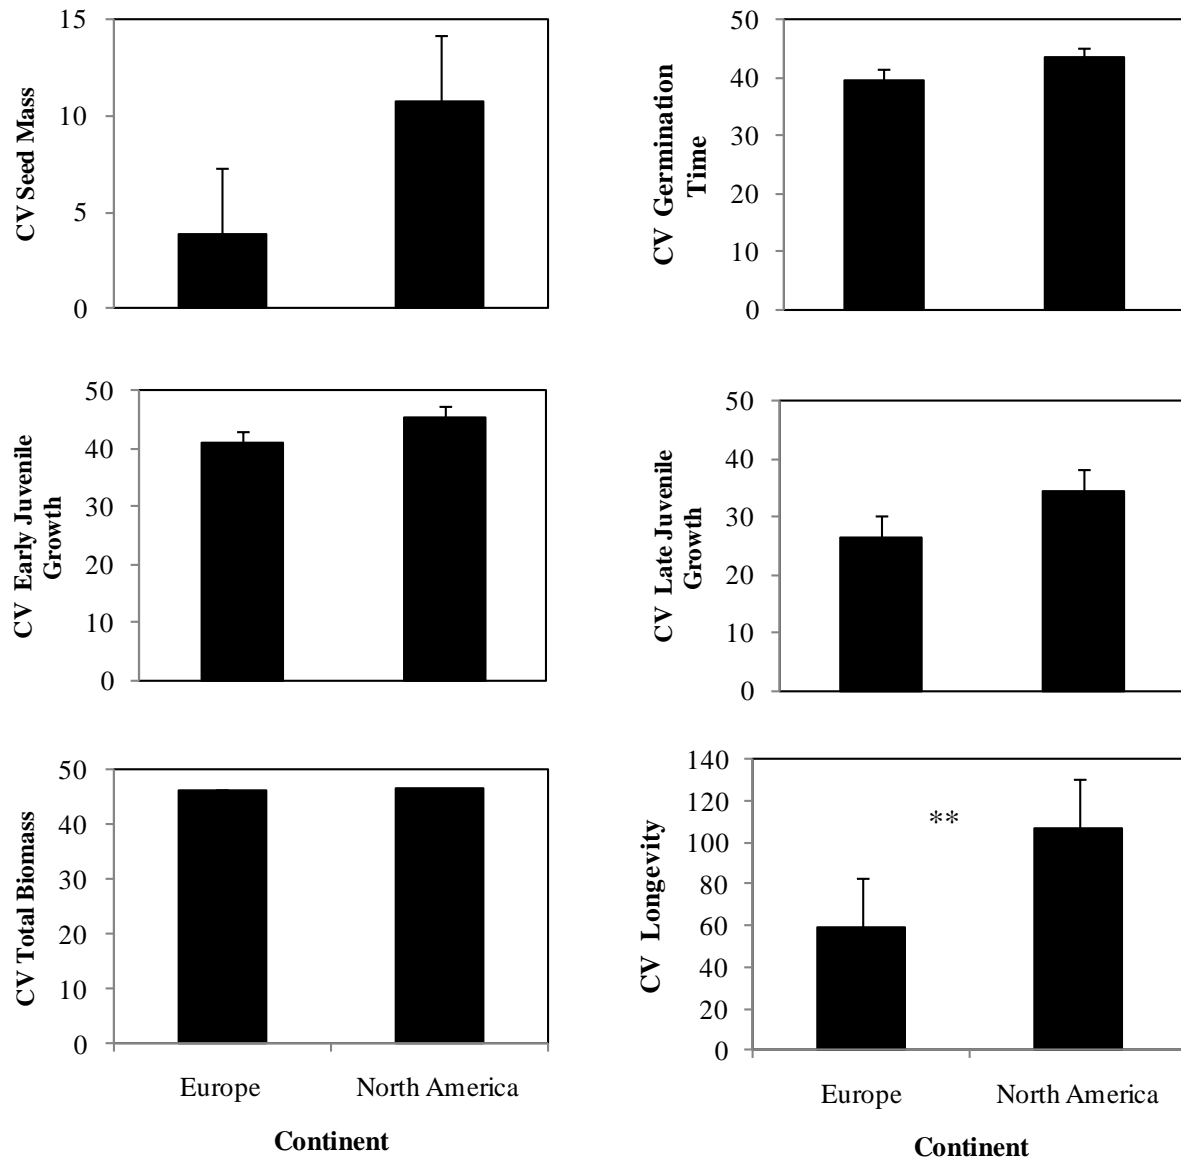 CV Seed Mass
15
10
5
0
CV Germination
Time
50
40
30
20
10
0
CV Early Juvenile
Growth
50
40
30
20
10
0
CV Late Juvenile
Growth
50
40
30
20
10
0
CV Total Biomass
50
40
30
20
10
0
Europe
North America
Continent
CV Longevity
140
120
100
80
60
40
20
0
**
Europe
North America
Continent